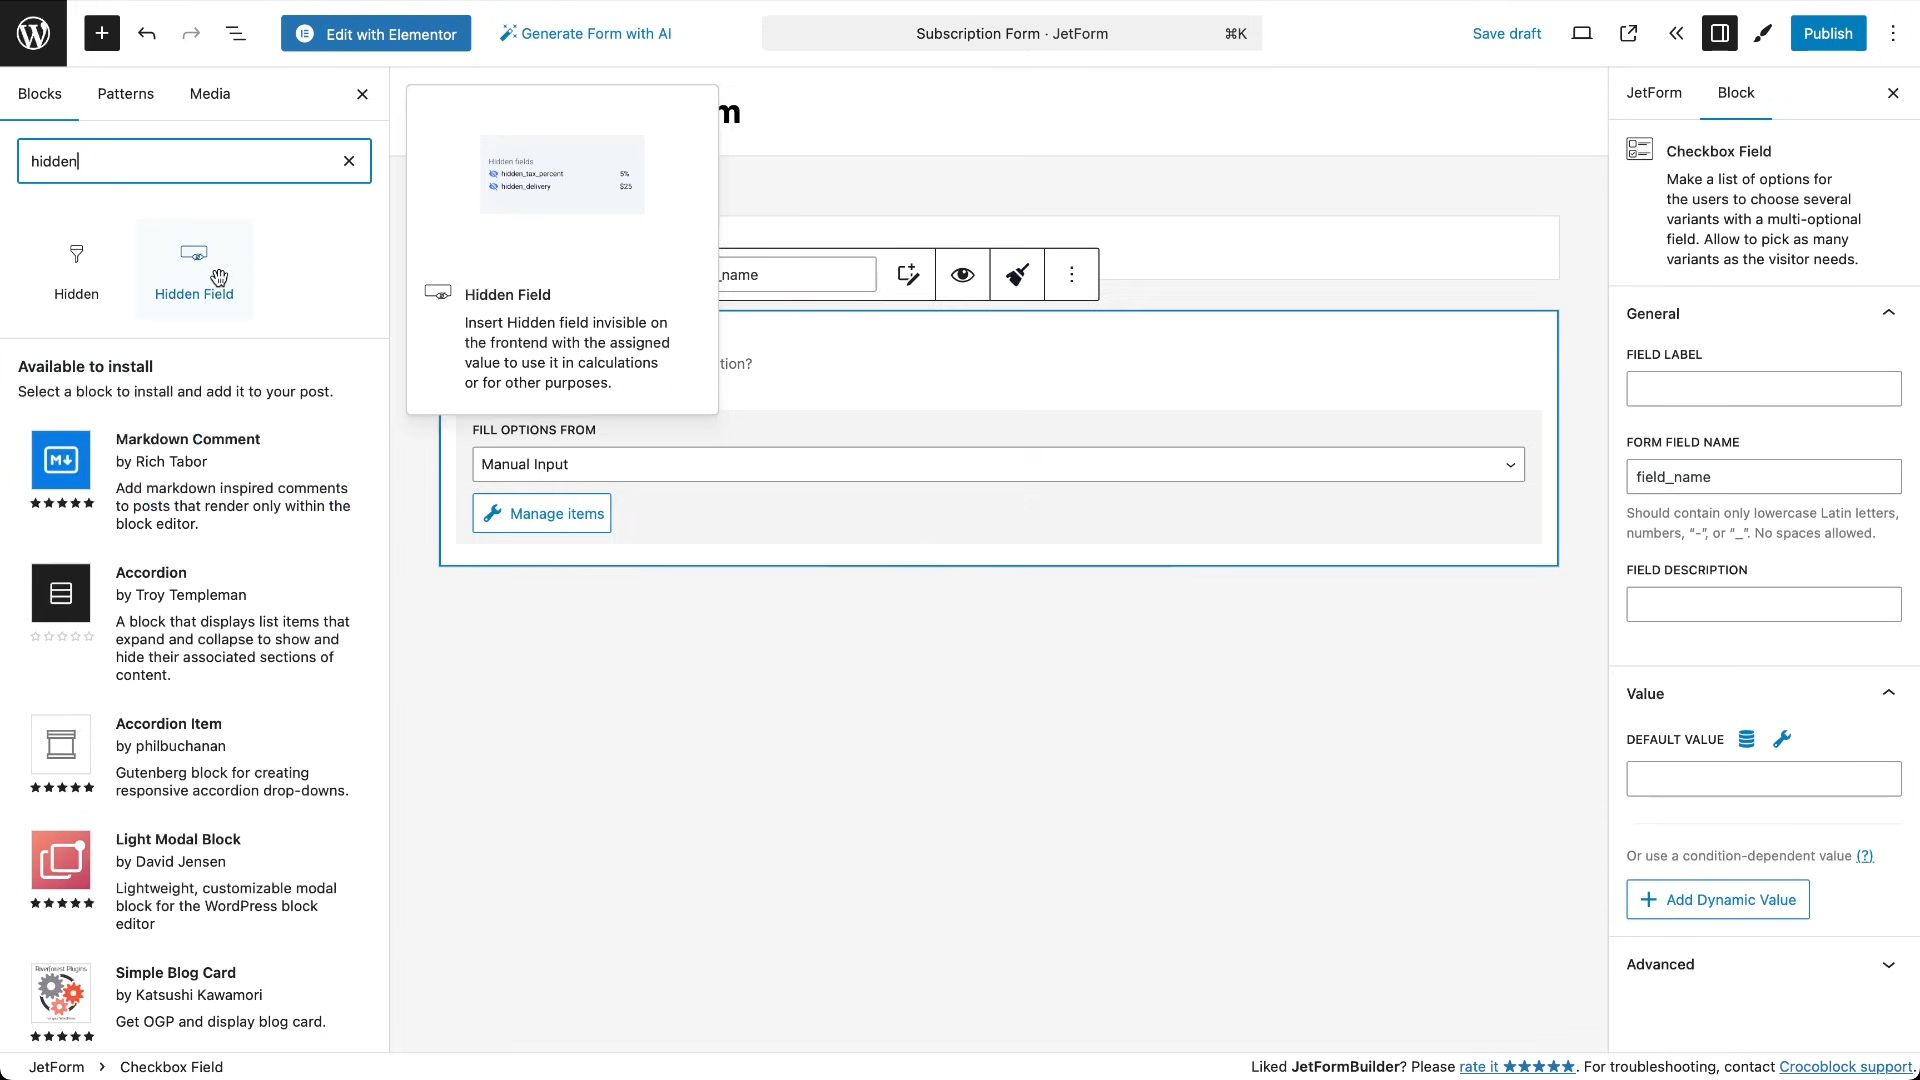 Edit with Elementor
Generate Form with AI
Subscription Form · JetForm
⌘K
Save draft
Publish
Blocks
Patterns
Media
hidden
Hidden
Hidden Field
Available to install
Select a block to install and add it to your post.
Markdown Comment
by Rich Tabor
Add markdown inspired comments
to posts that render only within the
block editor.
Accordion
by Troy Templeman
A block that displays list items that
expand and collapse to show and
hide their associated sections of
content.
Accordion Item
by philbuchanan
Gutenberg block for creating
responsive accordion drop-downs.
Light Modal Block
by David Jensen
Lightweight, customizable modal
block for the WordPress block
editor
Riverforest Plugins
Simple Blog Card
by Katsushi Kawamori
Get OGP and display blog card.
Hidden fields
hidden_tax_percent 5%
hidden_delivery $25
Hidden Field
Insert Hidden field invisible on
the frontend with the assigned
value to use it in calculations
or for other purposes.
m
_name
tion?
FILL OPTIONS FROM
Manual Input
Manage items
JetForm
Block
Checkbox Field
Make a list of options for
the users to choose several
variants with a multi-optional
field. Allow to pick as many
variants as the visitor needs.
General
FIELD LABEL
FORM FIELD NAME
field_name
Should contain only lowercase Latin letters,
numbers, “-”, or “_”. No spaces allowed.
FIELD DESCRIPTION
Value
DEFAULT VALUE
Or use a condition-dependent value (?)
Add Dynamic Value
Advanced
JetForm › Checkbox Field
Liked JetFormBuilder? Please rate it ★★★★★. For troubleshooting, contact Crocoblock support.